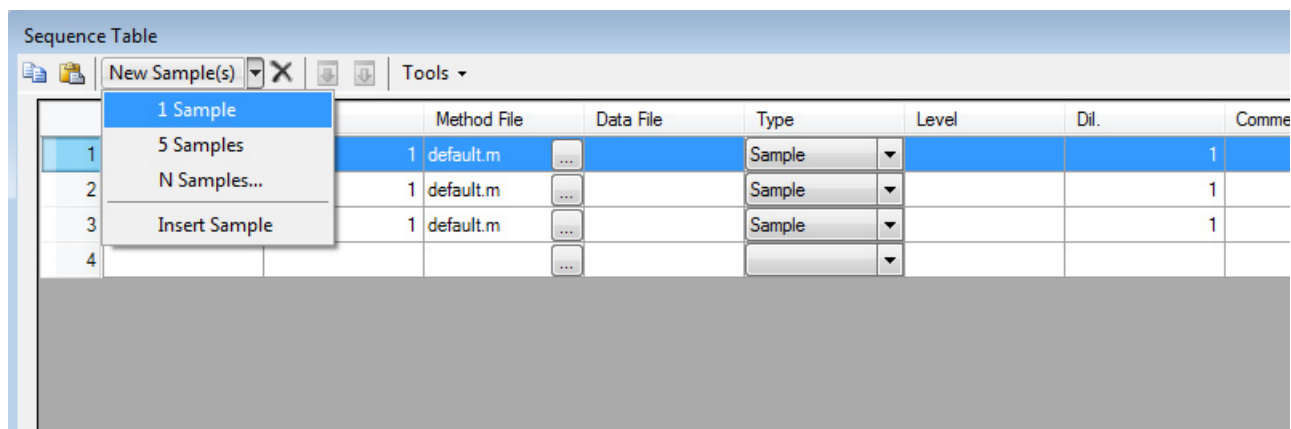 Sequence Table
New Sample(s) Tools
1 Sample
5 Samples
N Samples...
Insert Sample
Method File Data File Type Level Dil. Comme
1 1 default.m ... Sample 1
2 1 default.m ... Sample 1
3 1 default.m ... Sample 1
4 ...